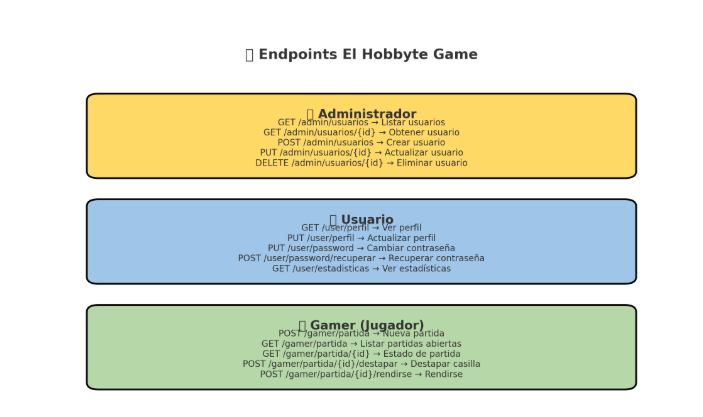 Endpoints El Hobbyte Game
Administrador
GET /admin/usuarios → Listar usuarios
GET /admin/usuarios/{id} → Obtener usuario
POST /admin/usuarios → Crear usuario
PUT /admin/usuarios/{id} → Actualizar usuario
DELETE /admin/usuarios/{id} → Eliminar usuario
Usuario
GET /user/perfil → Ver perfil
PUT /user/perfil → Actualizar perfil
PUT /user/password → Cambiar contraseña
POST /user/password/recuperar → Recuperar contraseña
GET /user/estadisticas → Ver estadísticas
Gamer (Jugador)
POST /gamer/partida → Nueva partida
GET /gamer/partida → Listar partidas abiertas
GET /gamer/partida/{id} → Estado de partida
POST /gamer/partida/{id}/destapar → Destapar casilla
POST /gamer/partida/{id}/rendirse → Rendirse